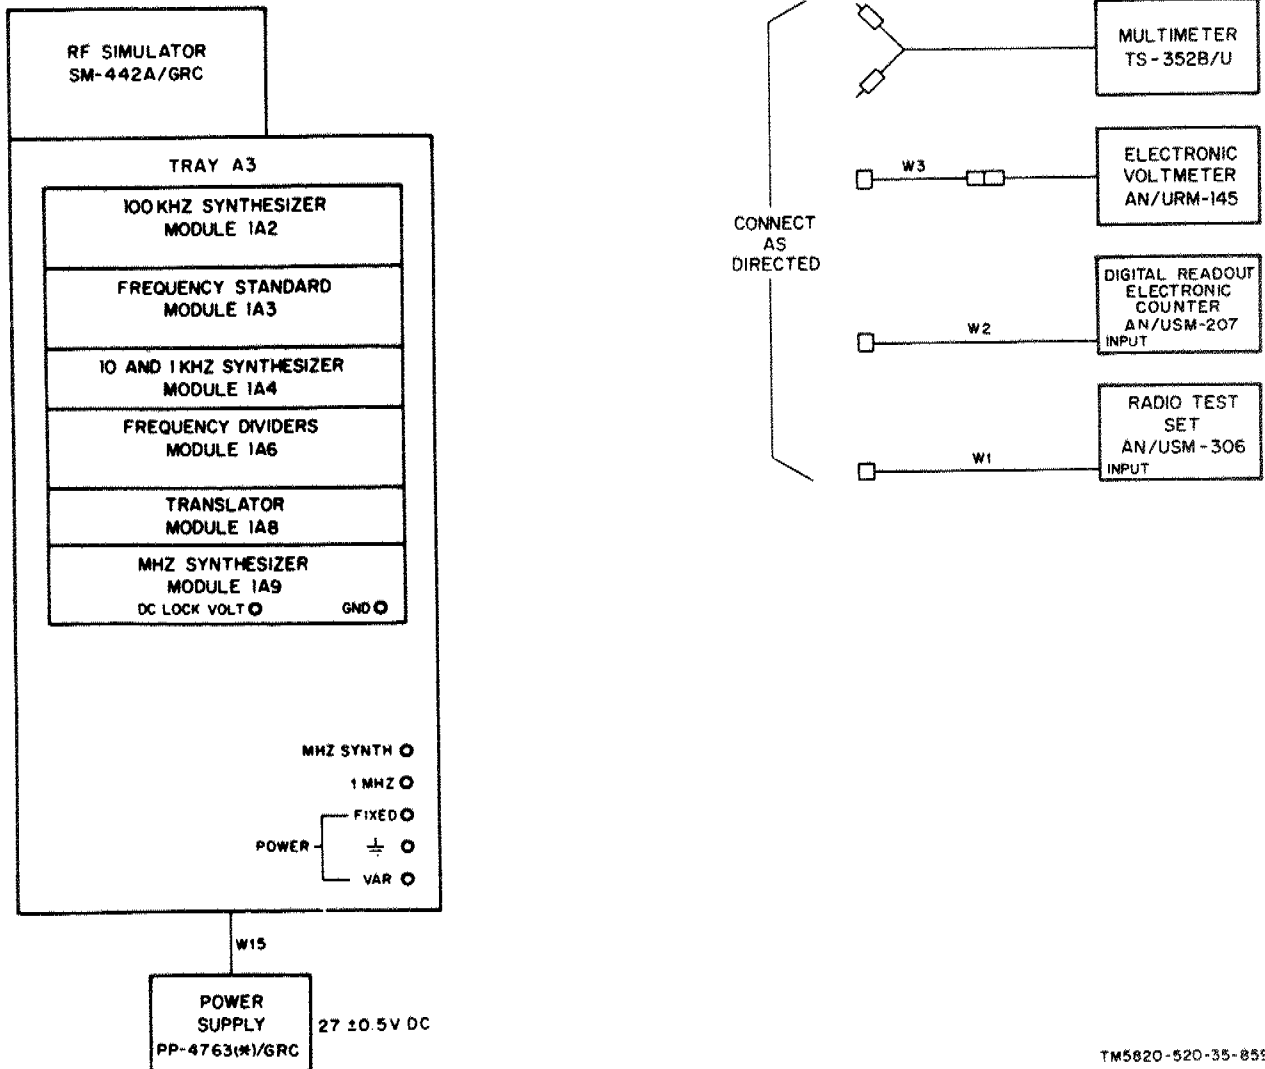 RF SIMULATOR
SM-442A/GRC
TRAY A3
100 KHZ SYNTHESIZER
MODULE 1A2
FREQUENCY STANDARD
MODULE 1A3
10 AND 1 KHZ SYNTHESIZER
MODULE 1A4
FREQUENCY DIVIDERS
MODULE 1A6
TRANSLATOR
MODULE 1A8
MHZ SYNTHESIZER
MODULE 1A9
DC LOCK VOLT
GND
MHZ SYNTH
1 MHZ
FIXED
POWER
VAR
W15
POWER
SUPPLY
PP-4763(*)/GRC
27 ±0.5V DC
CONNECT
AS
DIRECTED
MULTIMETER
TS-352B/U
W3
ELECTRONIC
VOLTMETER
AN/URM-145
W2
DIGITAL READOUT
ELECTRONIC
COUNTER
AN/USM-207
INPUT
W1
RADIO TEST
SET
AN/USM-306
INPUT
TM5820-520-35-859